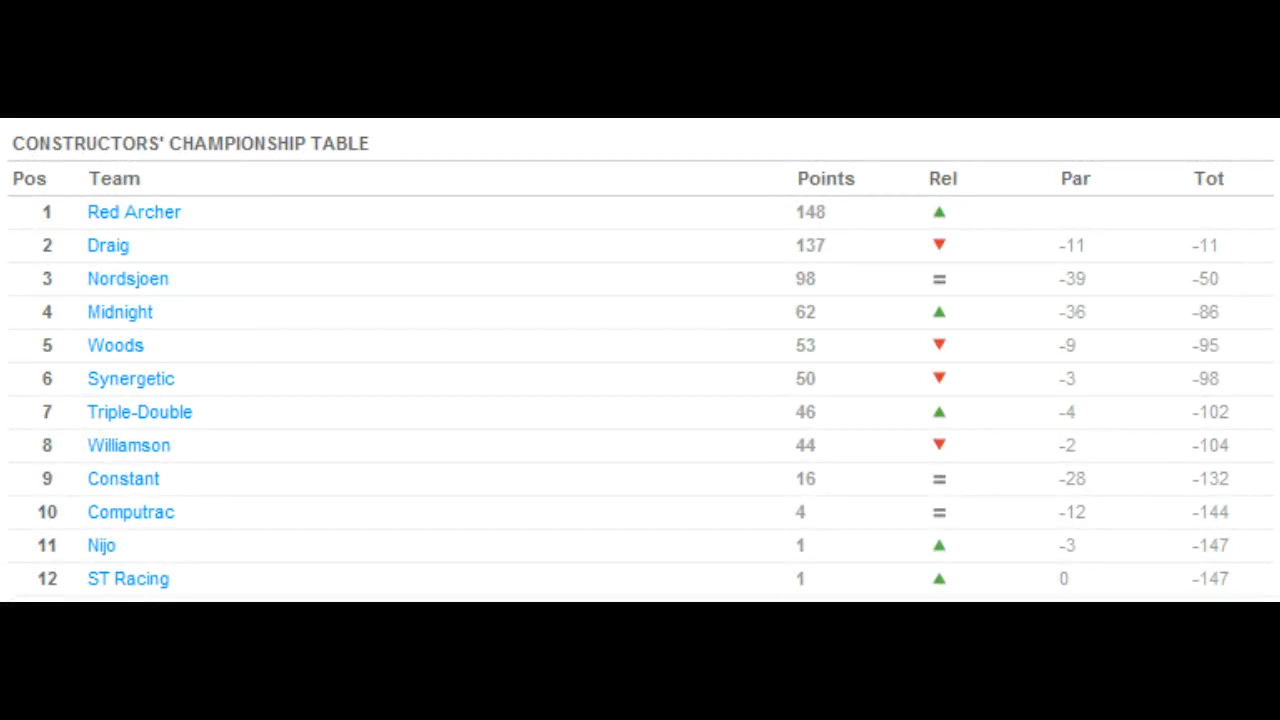 CONSTRUCTORS' CHAMPIONSHIP TABLE
Pos Team Points Rel Par Tot
1 Red Archer 148
2 Draig 137 -11 -11
3 Nordsjoen 98 = -39 -50
4 Midnight 62 -36 -86
5 Woods 53 -9 -95
6 Synergetic 50 -3 -98
7 Triple-Double 46 -4 -102
8 Williamson 44 -2 -104
9 Constant 16 = -28 -132
10 Computrac 4 = -12 -144
11 Nijo 1 -3 -147
12 ST Racing 1 0 -147